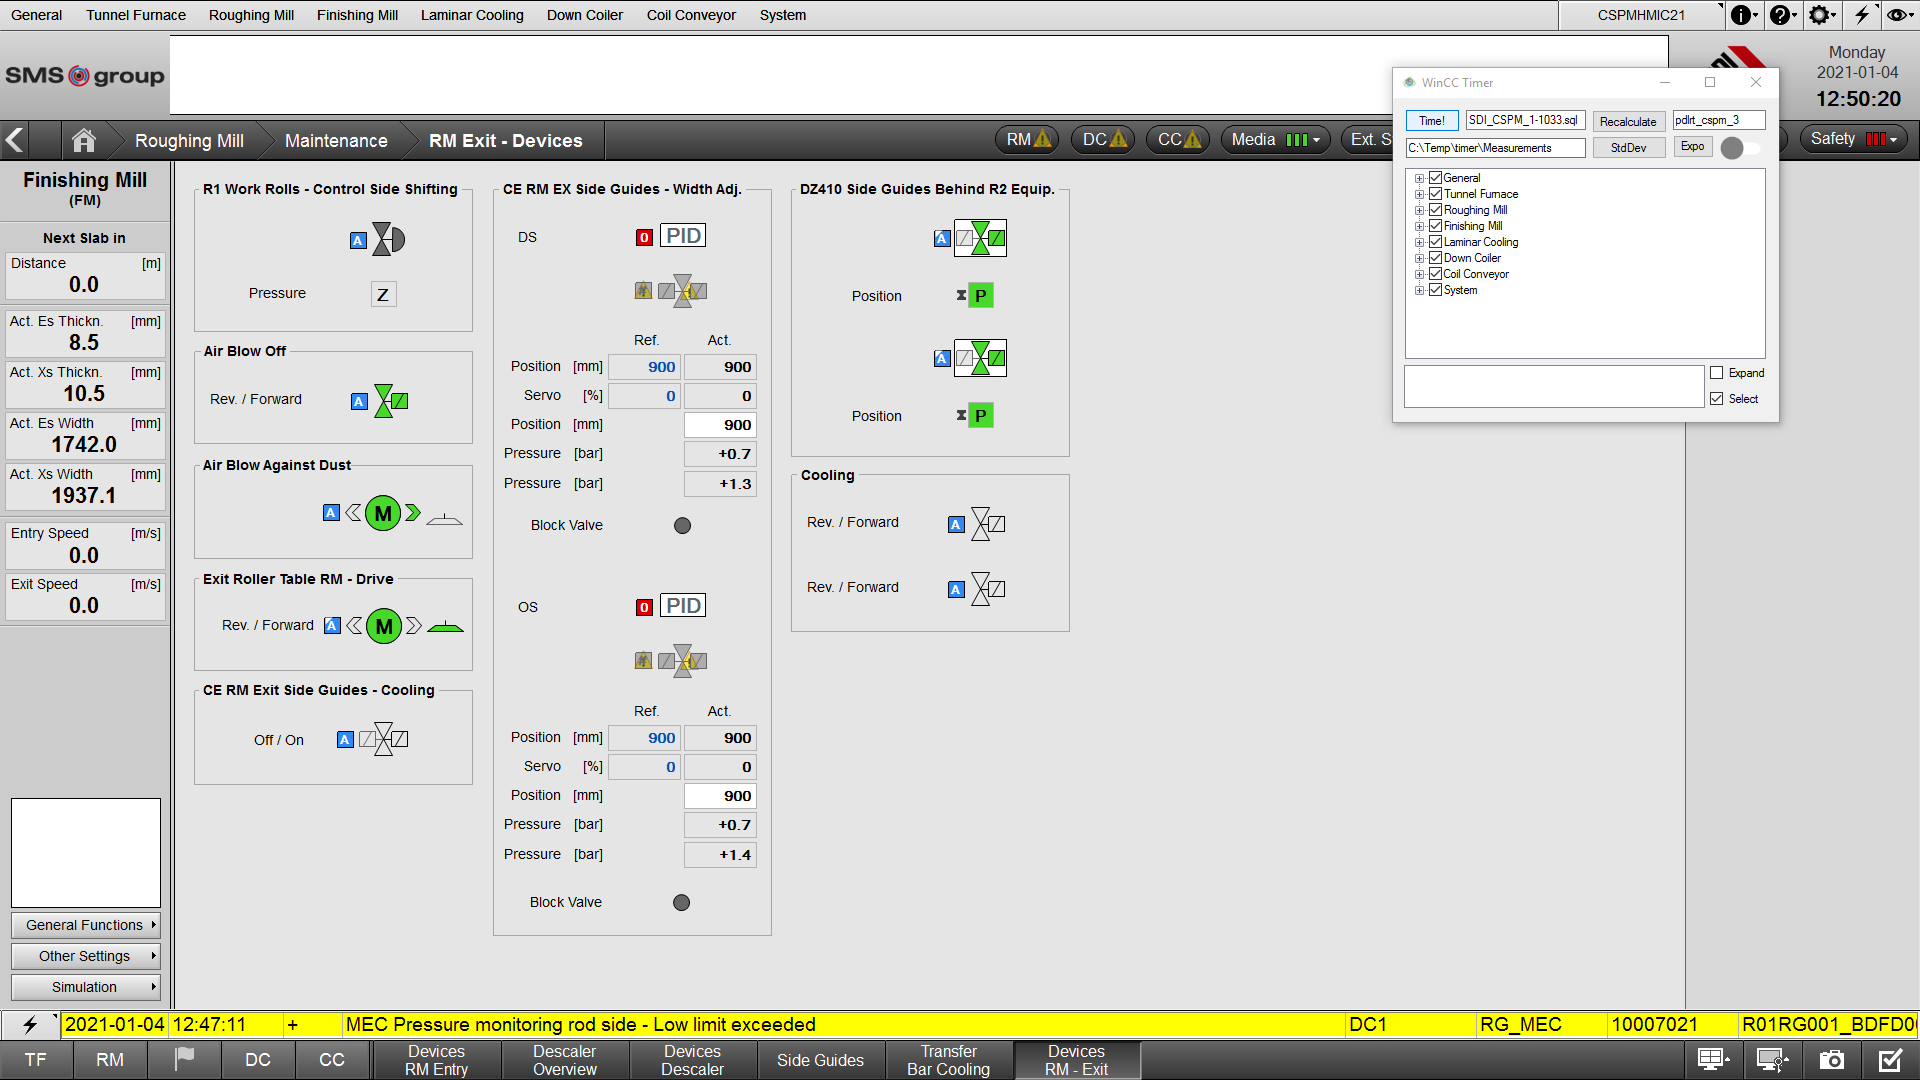 General Tunnel Furnace Roughing Mill Finishing Mill Laminar Cooling Down Coiler Coil Conveyor System CSPMHMIC21
SMS group
Monday
2021-01-04
12:50:20
Roughing Mill Maintenance RM Exit - Devices RM DC CC Media Ext. S Safety
WinCC Timer
Time! SDI_CSPM_1-1033.sql Recalculate pdlrt_cspm_3
C:\Temp\timer\Measurements StdDev Expo
General
Tunnel Furnace
Roughing Mill
Finishing Mill
Laminar Cooling
Down Coiler
Coil Conveyor
System
Expand
Select
Finishing Mill
(FM)
Next Slab in
Distance [m]
0.0
Act. Es Thickn. [mm]
8.5
Act. Xs Thickn. [mm]
10.5
Act. Es Width [mm]
1742.0
Act. Xs Width [mm]
1937.1
Entry Speed [m/s]
0.0
Exit Speed [m/s]
0.0
General Functions
Other Settings
Simulation
R1 Work Rolls - Control Side Shifting
A
Pressure Z
Air Blow Off
Rev. / Forward A
Air Blow Against Dust
A M
Exit Roller Table RM - Drive
Rev. / Forward A M
CE RM Exit Side Guides - Cooling
Off / On A
CE RM EX Side Guides - Width Adj.
DS 0 PID
M
Ref. Act.
Position [mm] 900 900
Servo [%] 0 0
Position [mm] 900
Pressure [bar] +0.7
Pressure [bar] +1.3
Block Valve
OS 0 PID
M
Ref. Act.
Position [mm] 900 900
Servo [%] 0 0
Position [mm] 900
Pressure [bar] +0.7
Pressure [bar] +1.4
Block Valve
DZ410 Side Guides Behind R2 Equip.
A
Position P
A
Position P
Cooling
Rev. / Forward A
Rev. / Forward A
2021-01-04 12:47:11 + MEC Pressure monitoring rod side - Low limit exceeded DC1 RG_MEC 10007021
TF RM DC CC
Devices
RM Entry
Descaler
Overview
Devices
Descaler
Side Guides
Transfer
Bar Cooling
Devices
RM - Exit